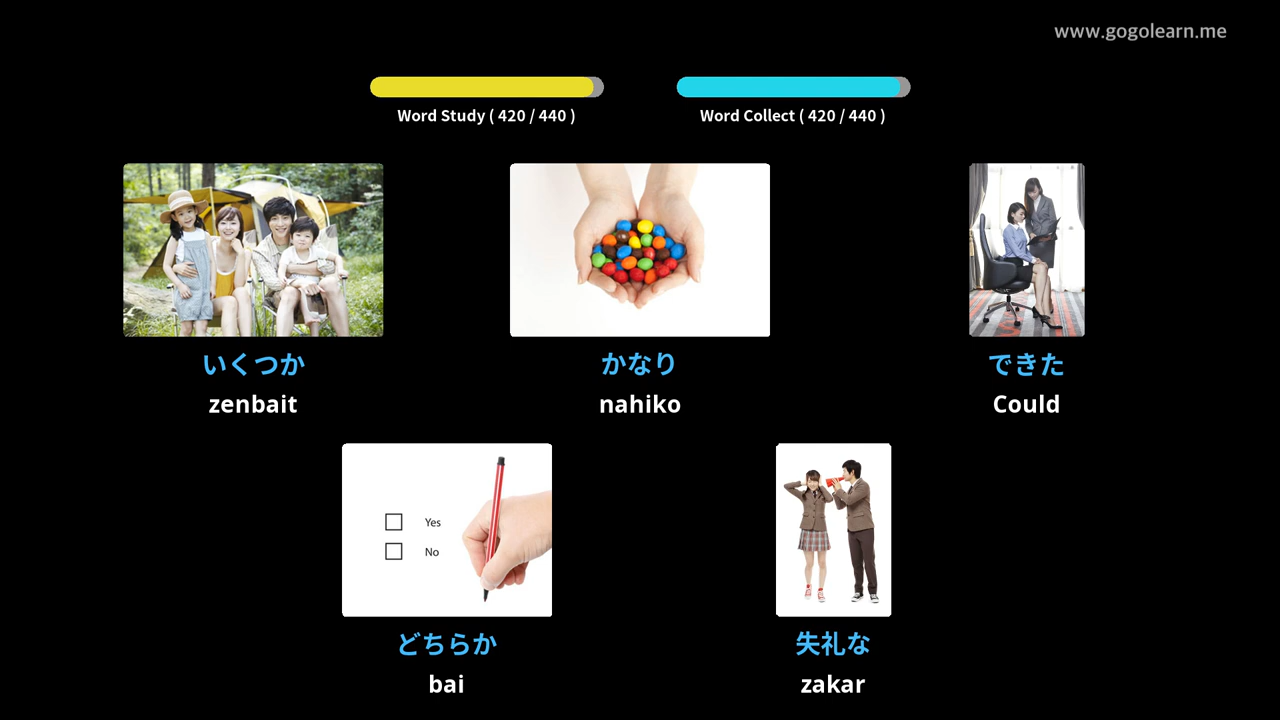 www.gogolearn.me
Word Study ( 420 / 440 )
Word Collect ( 420 / 440 )
いくつか
zenbait
かなり
nahiko
できた
Could
Yes
No
どちらか
bai
失礼な
zakar